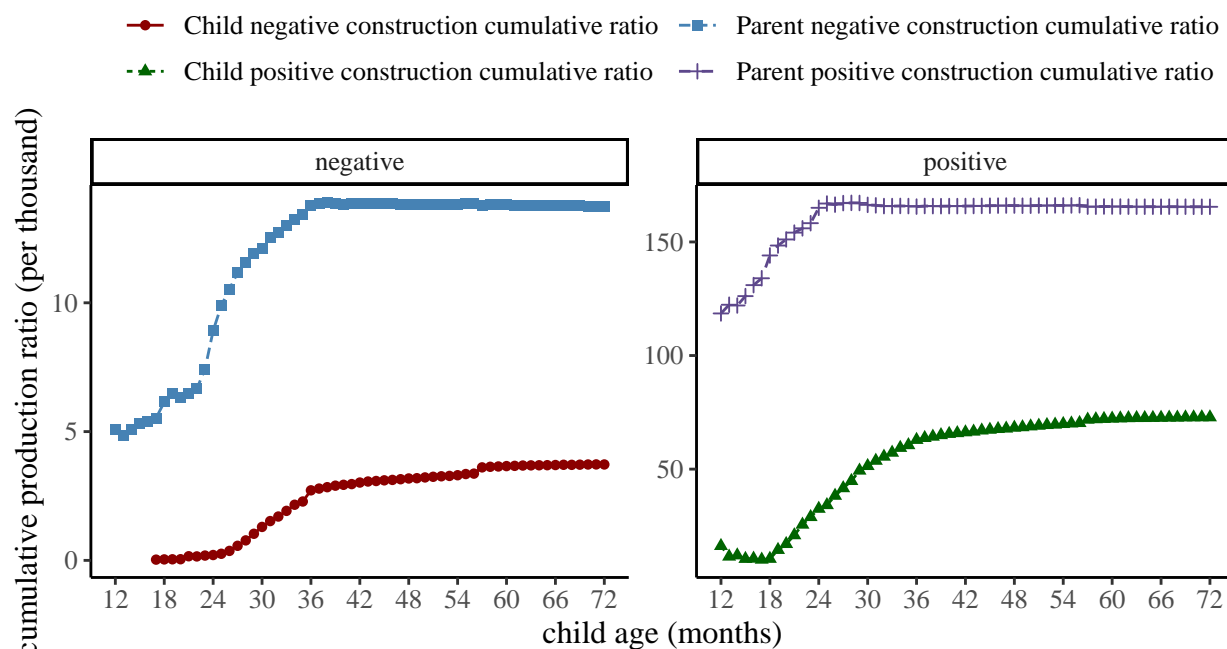 Child negative construction cumulative ratio
Parent negative construction cumulative ratio
Child positive construction cumulative ratio
Parent positive construction cumulative ratio
cumulative production ratio (per thousand)
negative
positive
10
5
0
150
100
50
12 18 24 30 36 42 48 54 60 66 72
12 18 24 30 36 42 48 54 60 66 72
child age (months)